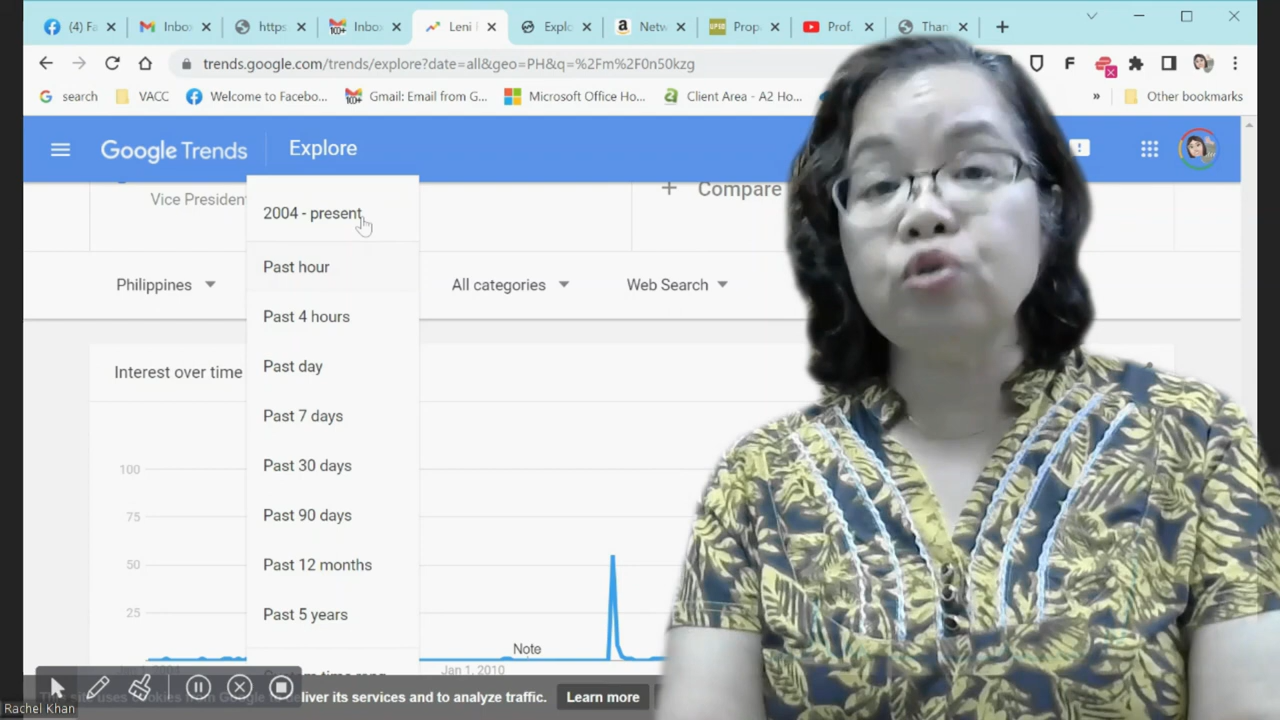 (4) Fa
Inbo
https
Inbo
Leni
Explo
Netw
Prop
Prof.
Than
trends.google.com/trends/explore?date=all&geo=PH&q=%2Fm%2F0n50kzg
search
VACC
Welcome to Facebo...
Gmail: Email from G...
Microsoft Office Ho...
Client Area - A2 Ho...
»
Other bookmarks
Google Trends
Explore
Vice Presiden
+ Compare
2004 - present
Past hour
Past 4 hours
Past day
Past 7 days
Past 30 days
Past 90 days
Past 12 months
Past 5 years
Philippines
All categories
Web Search
Interest over time
100
75
50
25
Note
Jan 1, 2010
liver its services and to analyze traffic.
Learn more
Rachel Khan